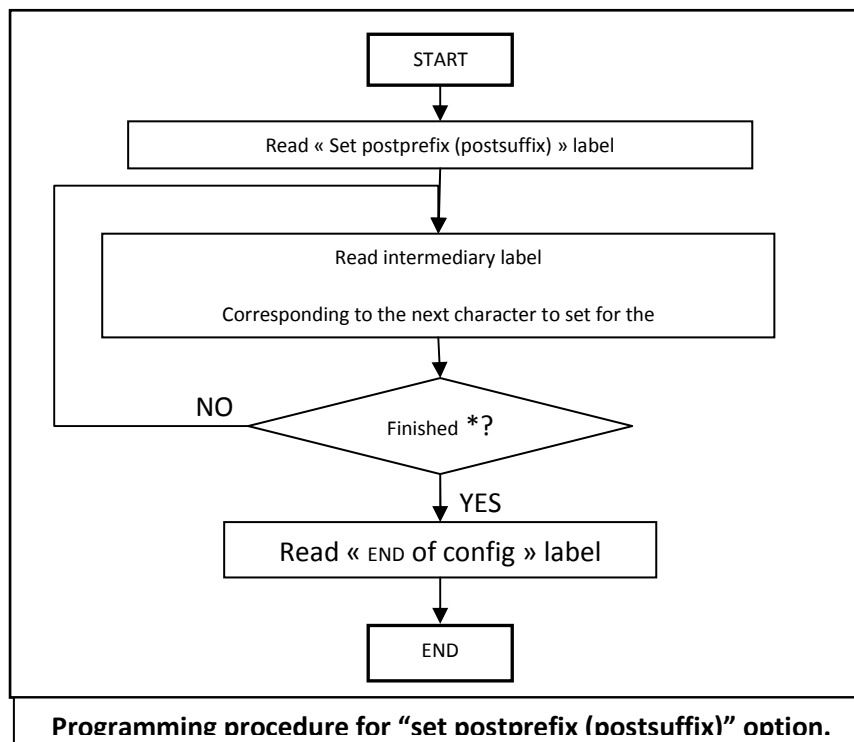 START
Read « Set postprefix (postsuffix) » label
Read intermediary label
Corresponding to the next character to set for the
NO
Finished *?
YES
Read « END of config » label
END
Programming procedure for “set postprefix (postsuffix)” option.